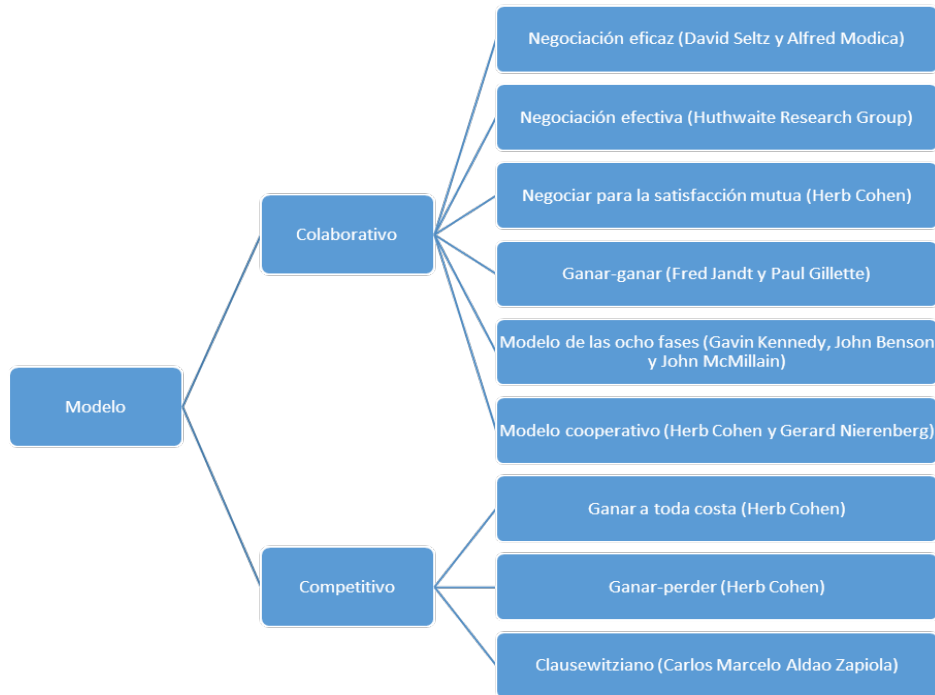 Negociación eficaz (David Seltz y Alfred Modica)
Negociación efectiva (Huthwaite Research Group)
Negociar para la satisfacción mutua (Herb Cohen)
Colaborativo
Ganar-ganar (Fred Jandt y Paul Gillette)
Modelo de las ocho fases (Gavin Kennedy, John Benson
y John McMillain)
Modelo
Modelo cooperativo (Herb Cohen y Gerard Nierenberg)
Ganar a toda costa (Herb Cohen)
Competitivo
Ganar-perder (Herb Cohen)
Clausewitziano (Carlos Marcelo Aldao Zapiola)